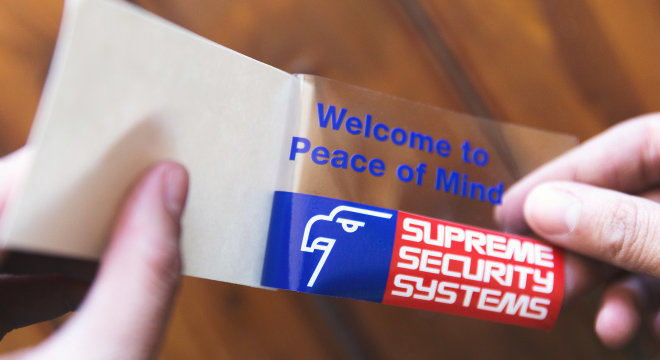 Welcome to
Peace of Mind
SUPREME
SECURITY
SYSTEMS